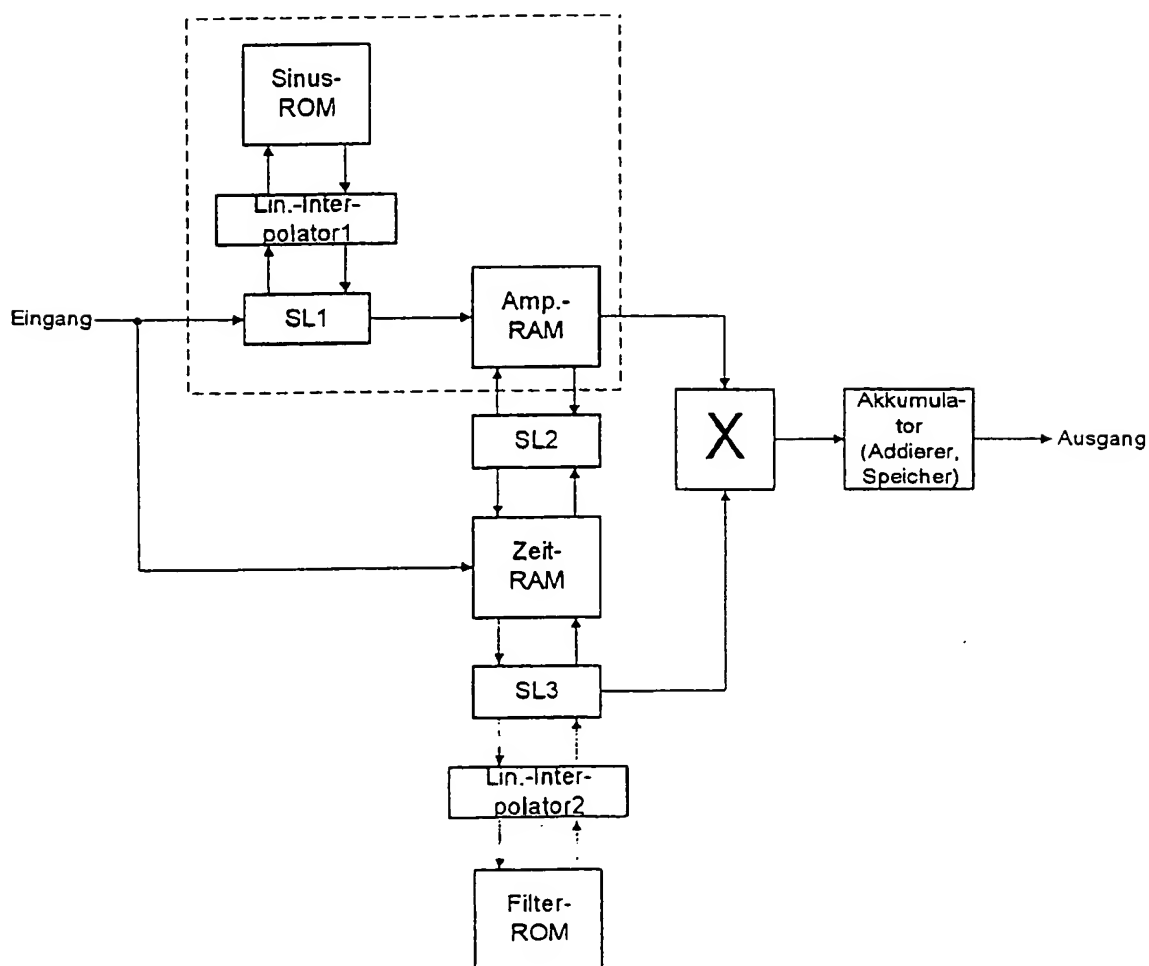 Sinus-
ROM
Lin.-Inter-
polator1
Eingang
SL1
Amp.-
RAM
SL2
X
Akkumula-
tor
(Addierer,
Speicher)
Ausgang
Zeit-
RAM
SL3
Lin.-Inter-
polator2
Filter-
ROM